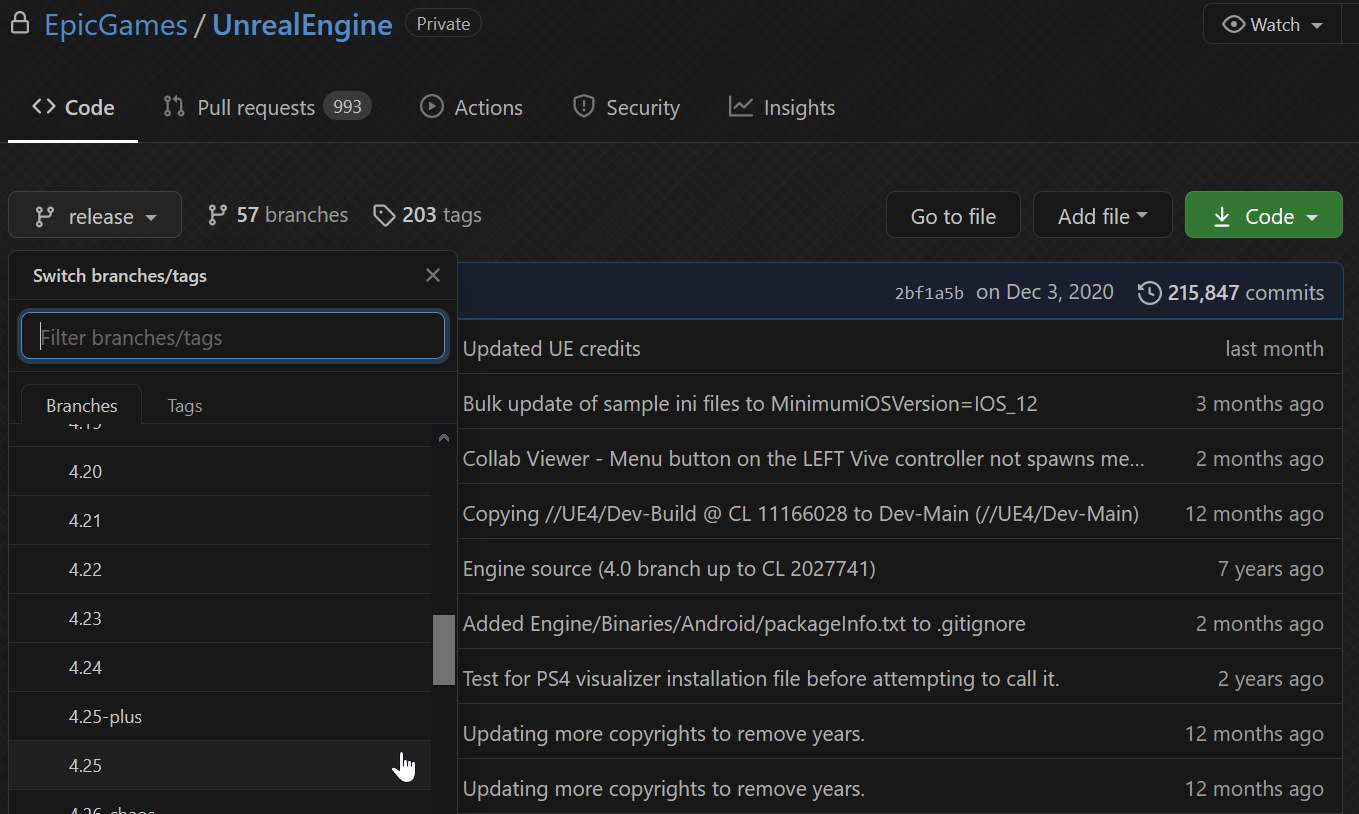 EpicGames / UnrealEngine Private
Watch
Code Pull requests 993 Actions Security Insights
release 57 branches 203 tags Go to file Add file Code
Switch branches/tags
Filter branches/tags
Branches Tags
4.19
4.20
4.21
4.22
4.23
4.24
4.25-plus
4.25
4.26-chaos
2bf1a5b on Dec 3, 2020 215,847 commits
Updated UE credits last month
Bulk update of sample ini files to MinimumiOSVersion=IOS_12 3 months ago
Collab Viewer - Menu button on the LEFT Vive controller not spawns me... 2 months ago
Copying //UE4/Dev-Build @ CL 11166028 to Dev-Main (//UE4/Dev-Main) 12 months ago
Engine source (4.0 branch up to CL 2027741) 7 years ago
Added Engine/Binaries/Android/packageInfo.txt to .gitignore 2 months ago
Test for PS4 visualizer installation file before attempting to call it. 2 years ago
Updating more copyrights to remove years. 12 months ago
Updating more copyrights to remove years. 12 months ago